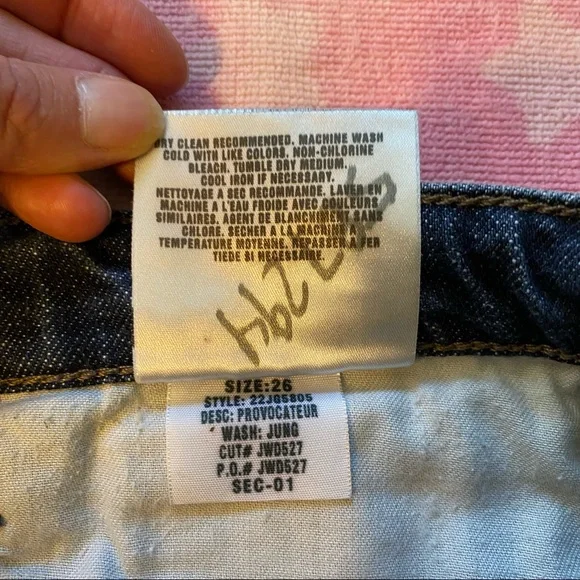 DRY CLEAN RECOMMENDED. MACHINE WASH
COLD WITH LIKE COLORS. NON-CHLORINE
BLEACH. TUMBLE DRY MEDIUM.
COOL IRON IF NECESSARY.
NETTOYER A SEC RECOMMANDE. LAVER EN
MACHINE A L'EAU FROIDE AVEC COULEURS
SIMILAIRES. AGENT DE BLANCHIMENT SANS
CHLORE. SECHER A LA MACHINE A
TEMPERATURE MOYENNE. REPASSER A FER
TIEDE SI NECESSAIRE.
SIZE:26
STYLE: 22JG5805
DESC: PROVOCATEUR
WASH: JUNG
CUT# JWD527
P.O.# JWD527
SEC-01